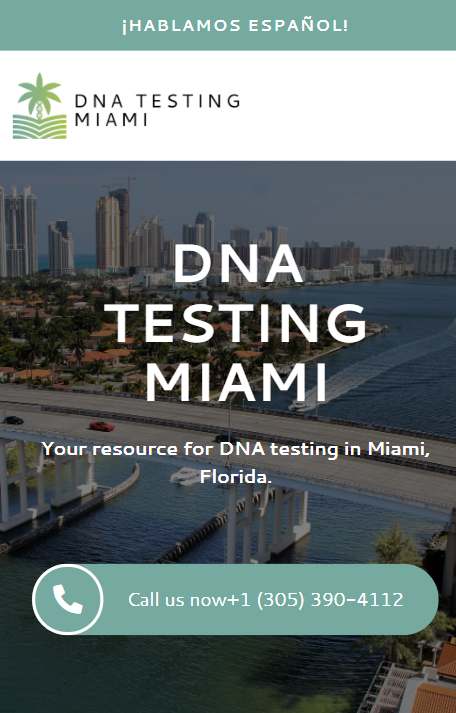 ¡HABLAMOS ESPAÑOL!
DNA TESTING
MIAMI
DNA
TESTING
MIAMI
Your resource for DNA testing in Miami,
Florida.
Call us now+1 (305) 390-4112